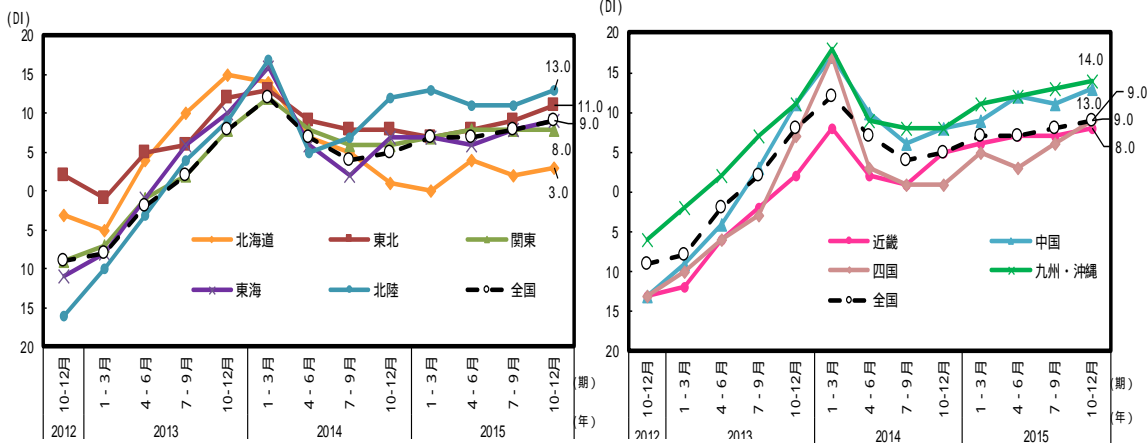 (DI)
20
15
10
5
0
5
10
15
20
13.0
11.0
9.0
8.0
3.0
北海道
東北
関東
東海
北陸
全国
10-12月
1 - 3月
4 - 6月
7 - 9月
10-12月
1 - 3月
4 - 6月
7 - 9月
10-12月
1 - 3月
4 - 6月
7 - 9月
10-12月
(期)
2012
2013
2014
2015
(年)
(DI)
20
15
10
5
0
5
10
15
20
14.0
9.0
13.0
9.0
8.0
近畿
中国
四国
九州・沖縄
全国
10-12月
1 - 3月
4 - 6月
7 - 9月
10-12月
1 - 3月
4 - 6月
7 - 9月
10-12月
1 - 3月
4 - 6月
7 - 9月
10-12月
(期)
2012
2013
2014
2015
(年)